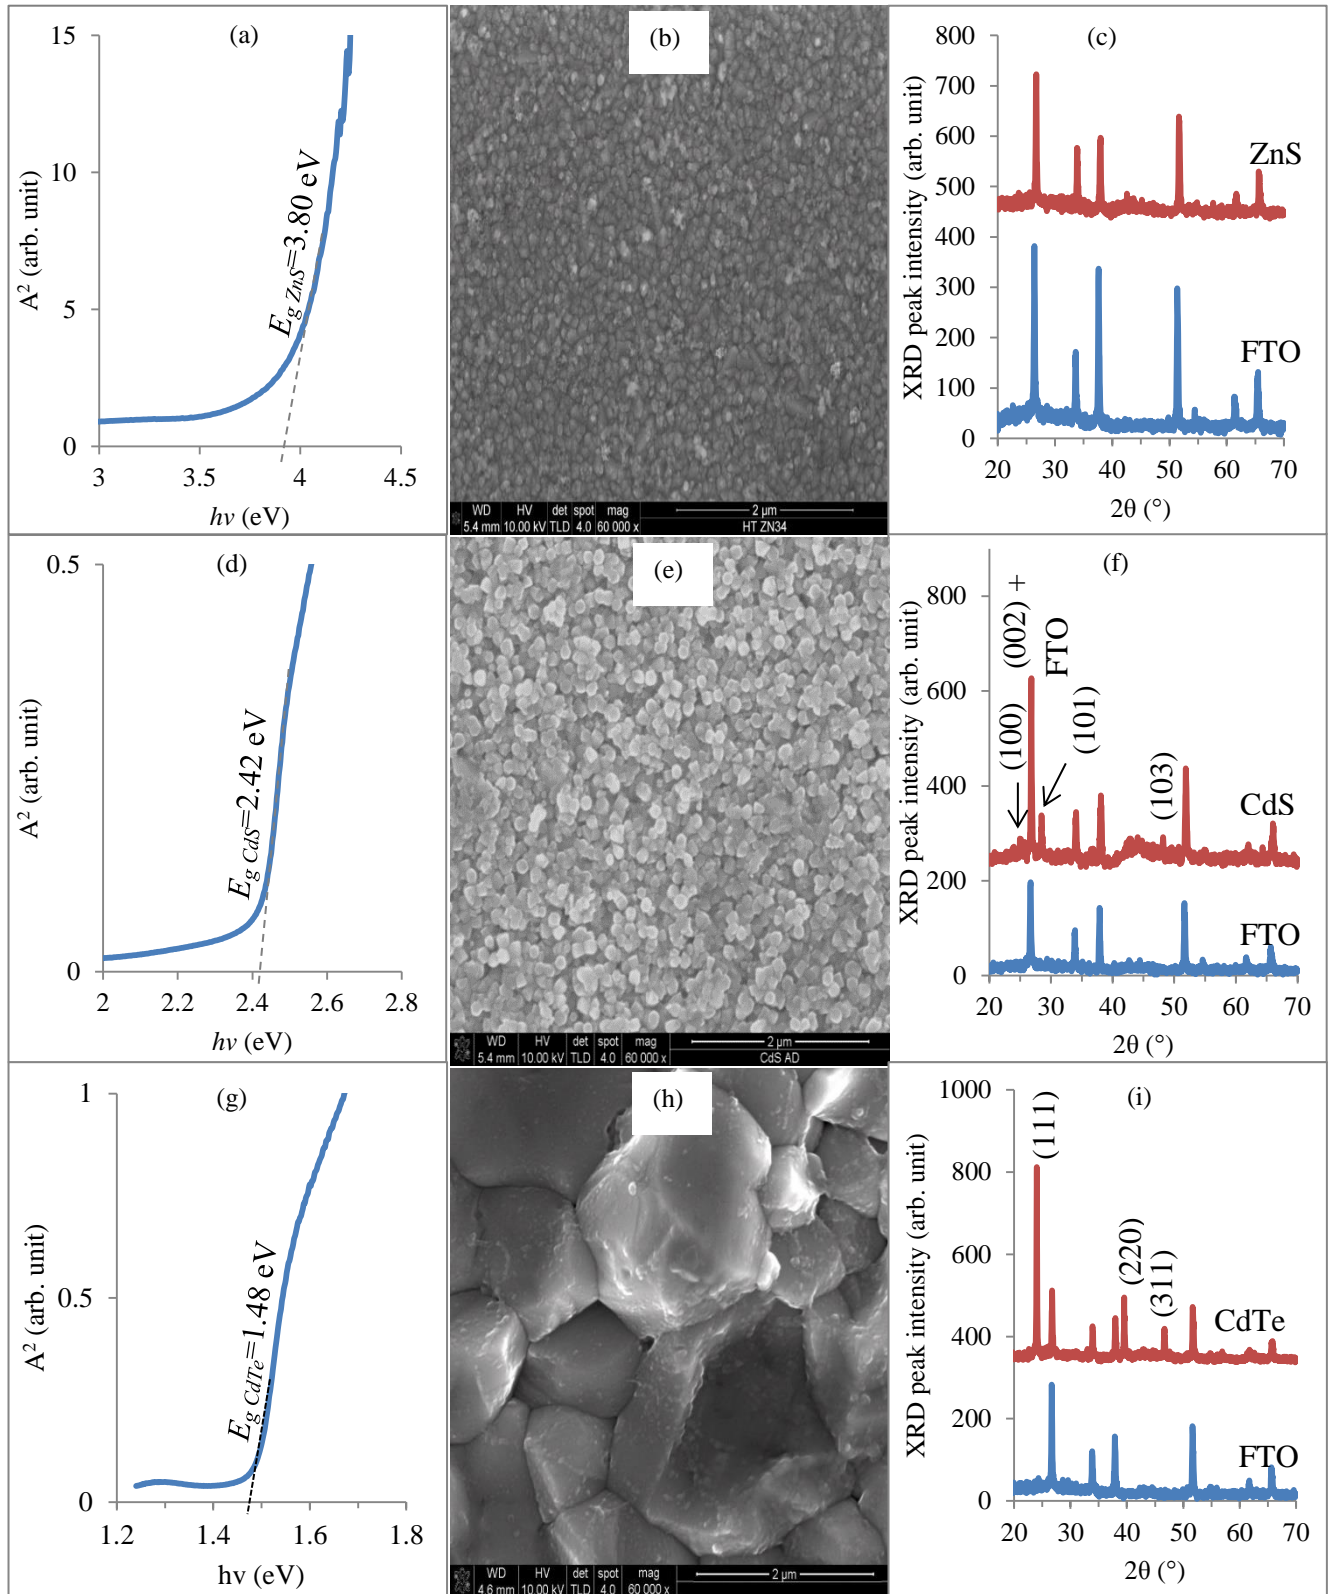 (a)
15
10
5
0
A² (arb. unit)
E_g ZnS=3.80 eV
3 3.5 4 4.5
hν (eV)
(b)
WD HV det spot mag 2 µm
5.4 mm 10.00 kV TLD 4.0 60 000 x HT ZN34
(c)
800
700
600
500
400
300
200
100
0
XRD peak intensity (arb. unit)
ZnS
FTO
20 30 40 50 60 70
2θ (°)
(d)
0.5
0
A² (arb. unit)
E_g CdS=2.42 eV
2 2.2 2.4 2.6 2.8
hν (eV)
(e)
WD HV det spot mag 2 µm
5.4 mm 10.00 kV TLD 4.0 60 000 x CdS AD
(f)
800
600
400
200
0
XRD peak intensity (arb. unit)
(100)
(002) +
FTO
(101)
(103)
CdS
FTO
20 30 40 50 60 70
2θ (°)
(g)
1
0.5
0
A² (arb. unit)
E_g CdTe=1.48 eV
1.2 1.4 1.6 1.8
hv (eV)
(h)
WD HV det spot mag 2 µm
4.6 mm 10.00 kV TLD 4.0 60 000 x
(i)
1000
800
600
400
200
0
XRD peak intensity (arb. unit)
(111)
(220)
(311)
CdTe
FTO
20 30 40 50 60 70
2θ (°)